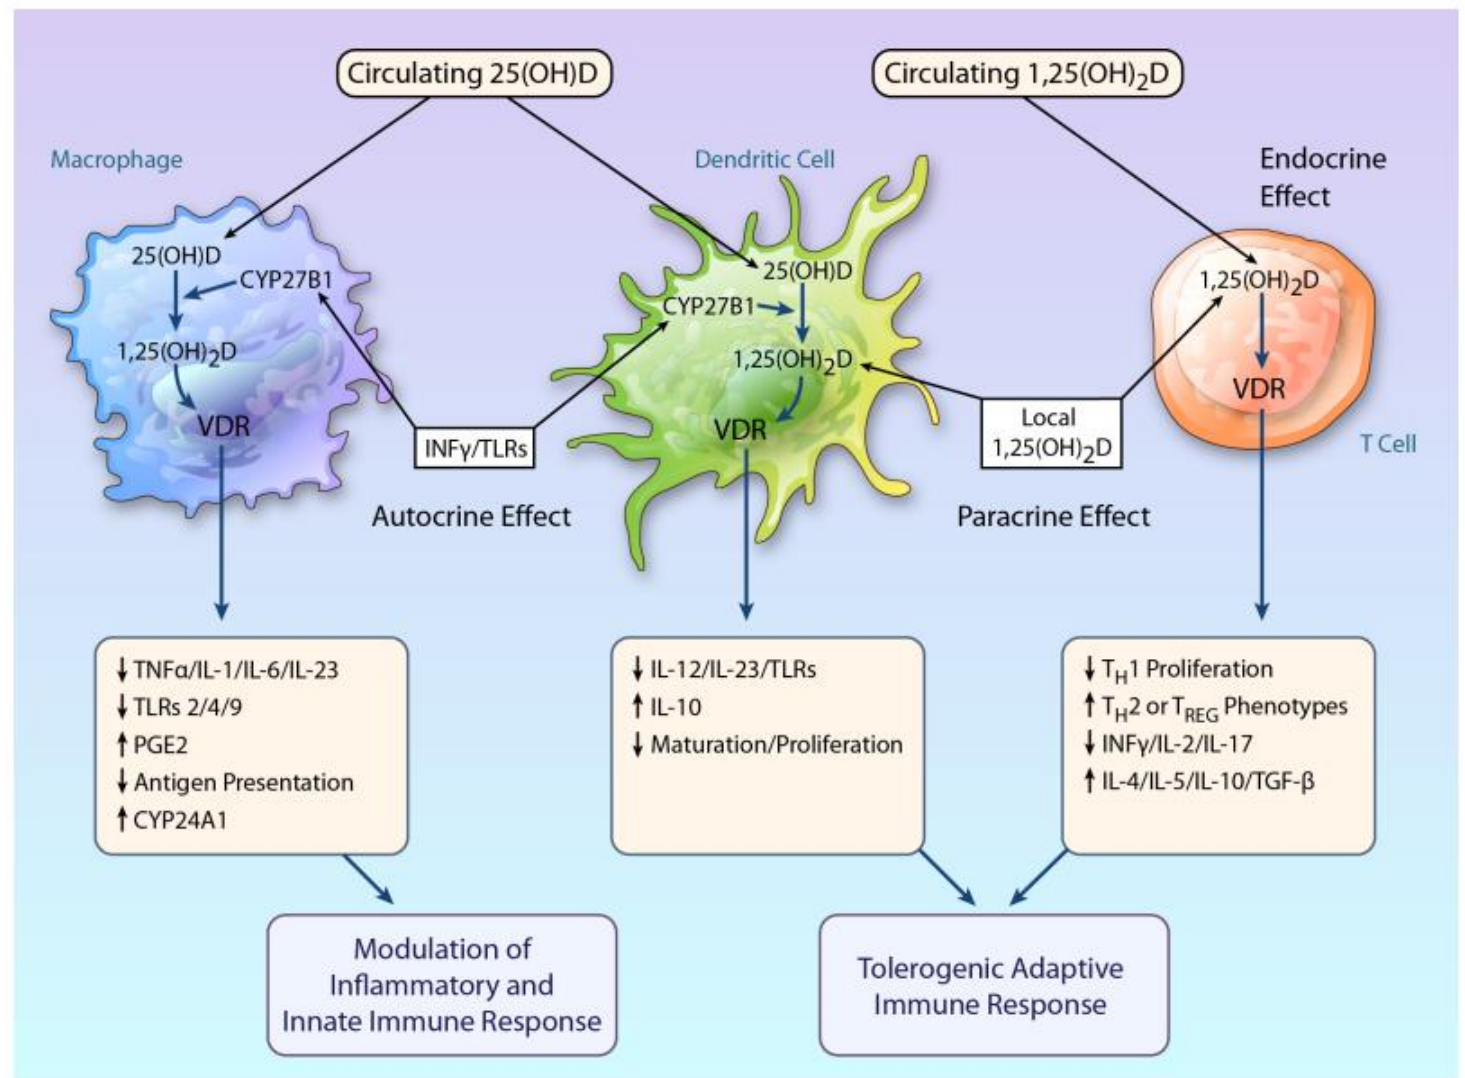 Circulating 25(OH)D
Circulating 1,25(OH)₂D
Macrophage
Dendritic Cell
Endocrine
Effect
25(OH)D
CYP27B1
1,25(OH)₂D
VDR
25(OH)D
CYP27B1
1,25(OH)₂D
VDR
1,25(OH)₂D
VDR
T Cell
INFγ/TLRs
Local
1,25(OH)₂D
Autocrine Effect
Paracrine Effect
↓ TNFα/IL-1/IL-6/IL-23
↓ TLRs 2/4/9
↑ PGE2
↓ Antigen Presentation
↑ CYP24A1
↓ IL-12/IL-23/TLRs
↑ IL-10
↓ Maturation/Proliferation
↓ T_H1 Proliferation
↑ T_H2 or T_REG Phenotypes
↓ INFγ/IL-2/IL-17
↑ IL-4/IL-5/IL-10/TGF-β
Modulation of
Inflammatory and
Innate Immune Response
Tolerogenic Adaptive
Immune Response